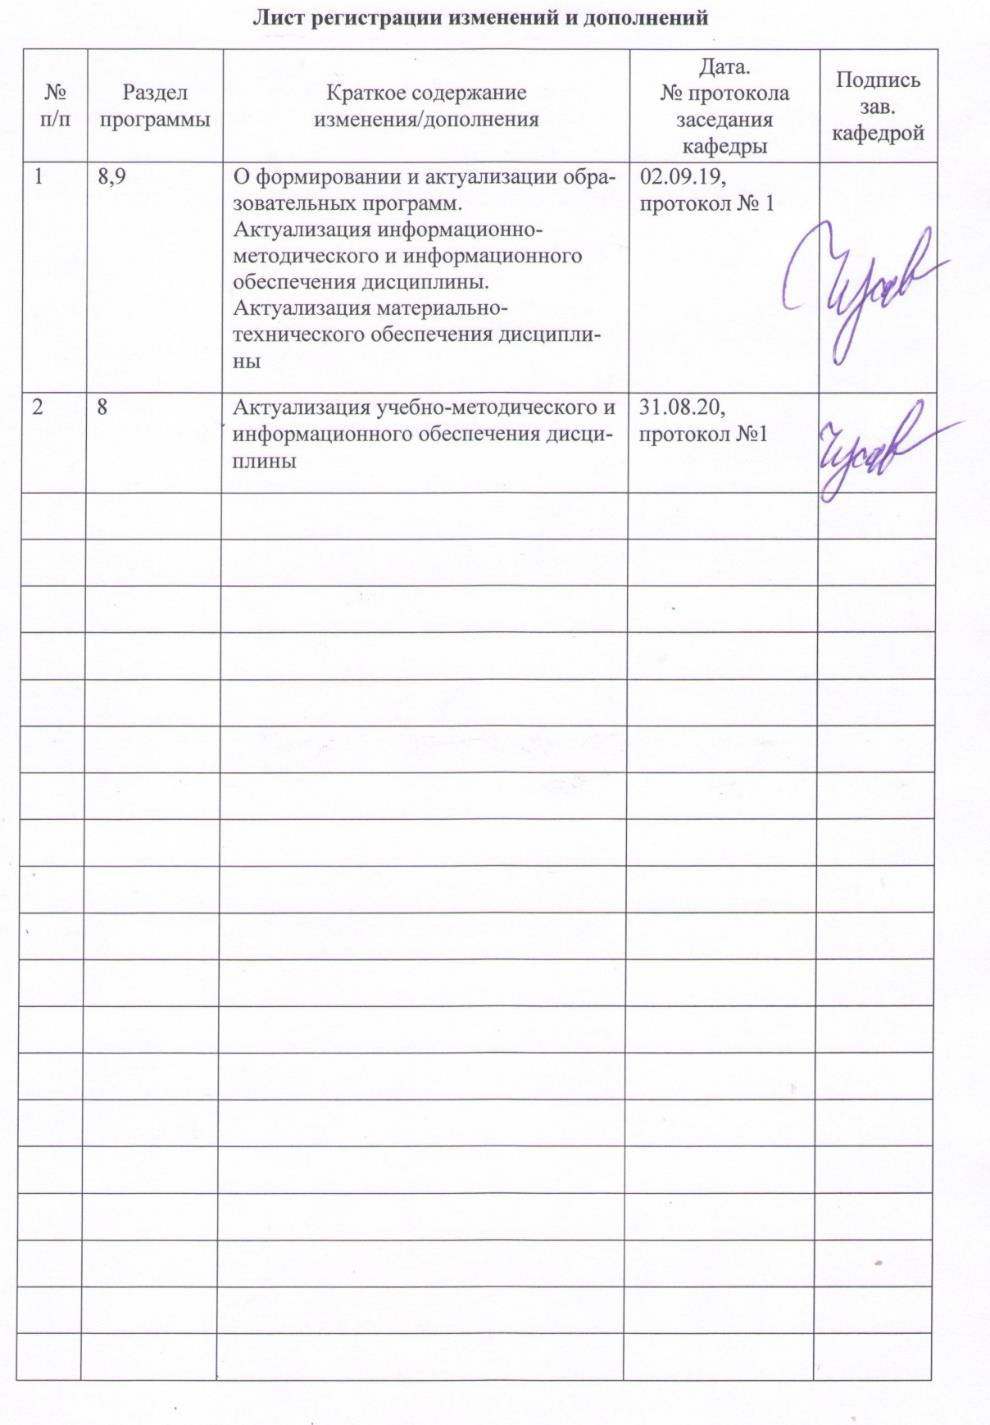 Лист регистрации изменений и дополнений
№
п/п
Раздел
программы
Краткое содержание
изменения/дополнения
Дата.
№ протокола
заседания
кафедры
Подпись
зав.
кафедрой
1
8,9
О формировании и актуализации обра-
зовательных программ.
Актуализация информационно-
методического и информационного
обеспечения дисциплины.
Актуализация материально-
технического обеспечения дисципли-
ны
02.09.19,
протокол № 1
2
8
Актуализация учебно-методического и
информационного обеспечения дисци-
плины
31.08.20,
протокол №1